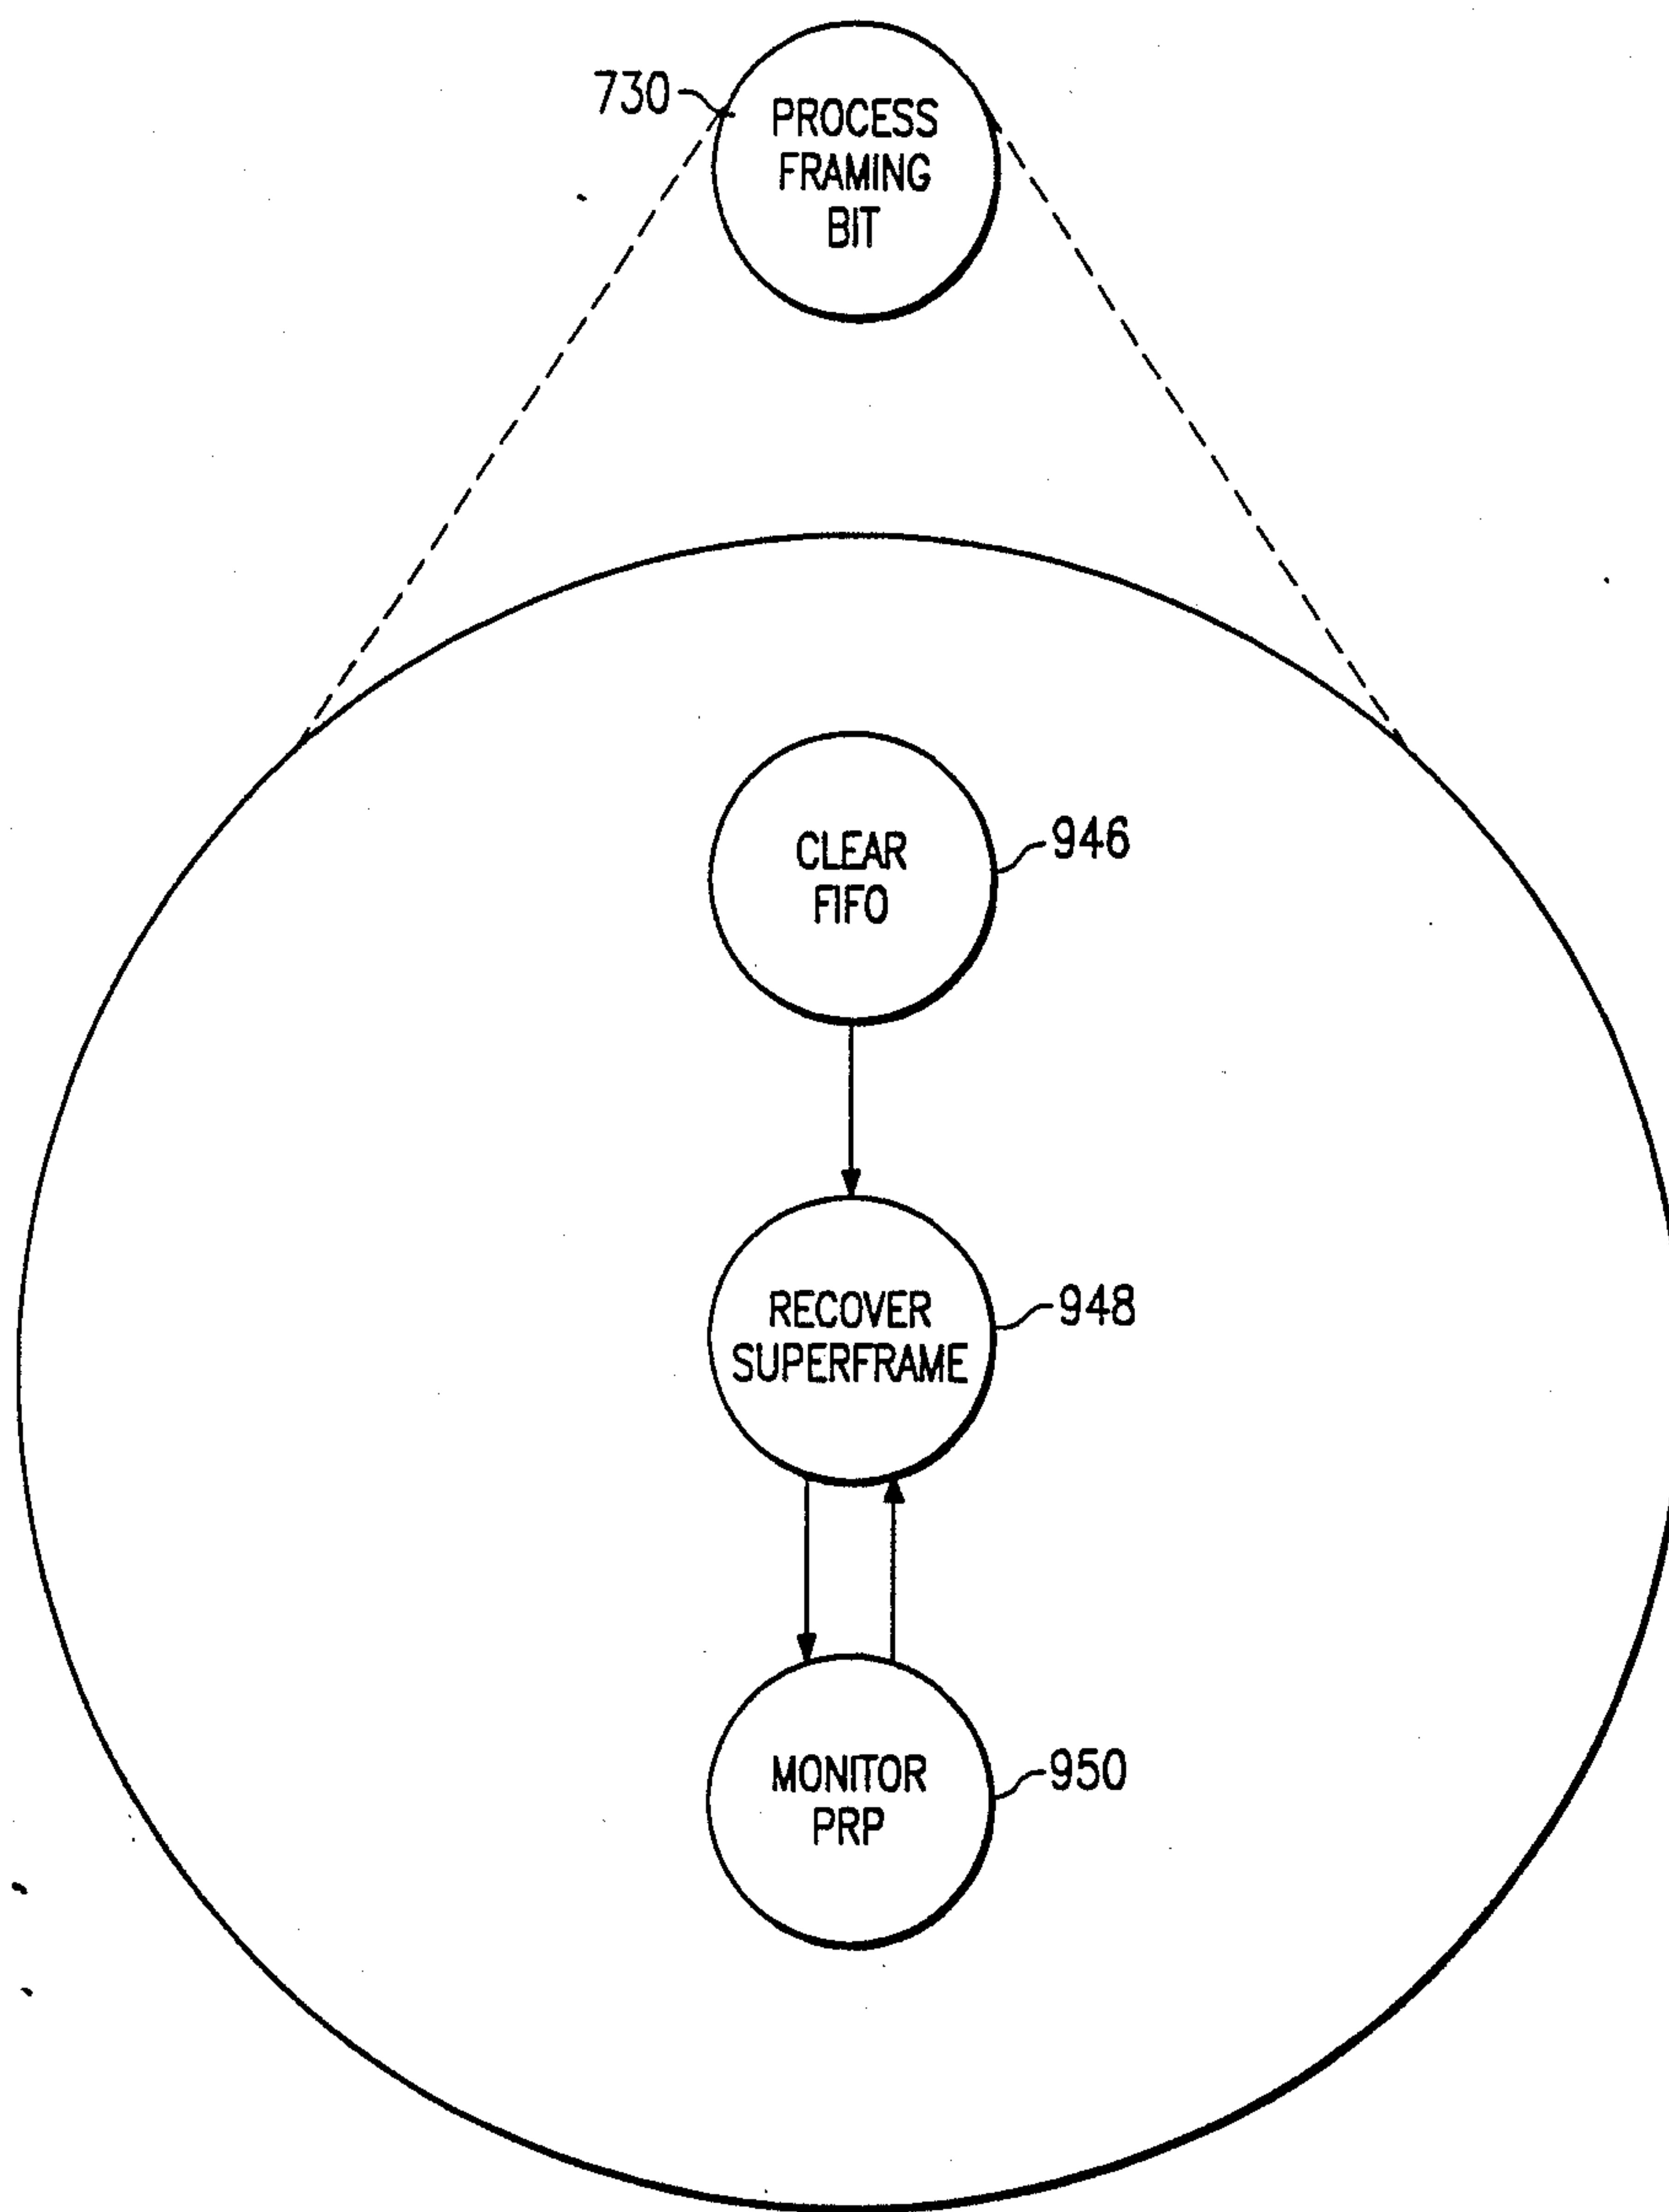 730
PROCESS
FRAMING
BIT
CLEAR
FIFO
946
RECOVER
SUPERFRAME
948
MONITOR
PRP
950